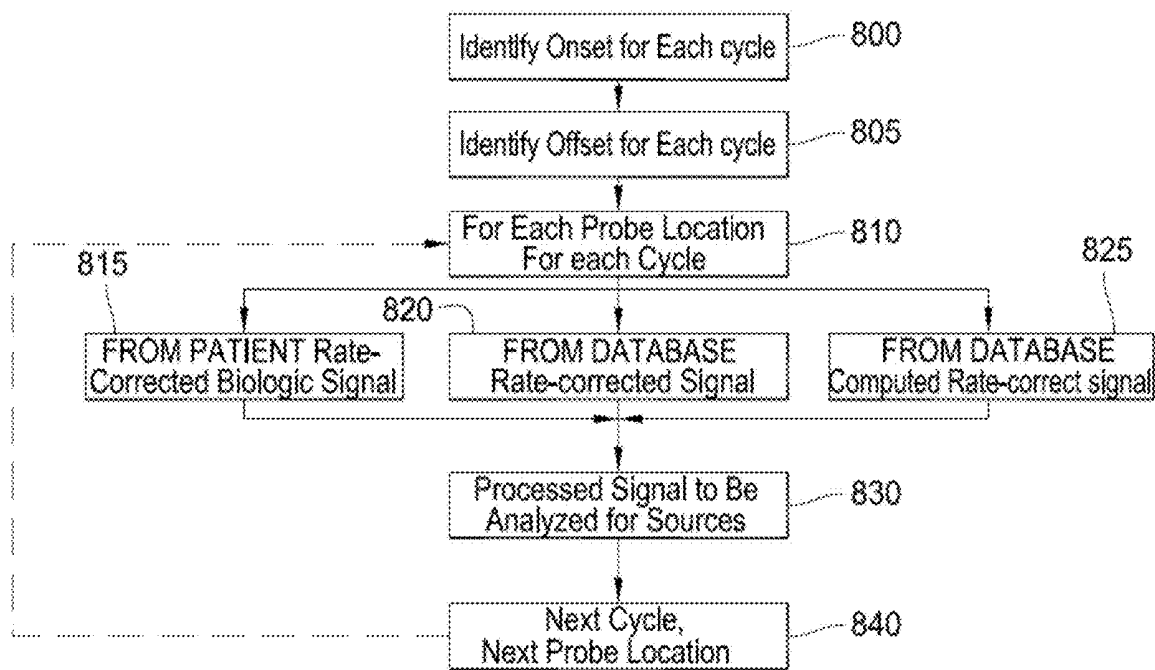 Identify Onset for Each cycle
800
Identify Offset for Each cycle
805
For Each Probe Location
For each Cycle
810
815
820
825
FROM PATIENT Rate-
Corrected Biologic Signal
FROM DATABASE
Rate-corrected Signal
FROM DATABASE
Computed Rate-correct signal
Processed Signal to Be
Analyzed for Sources
830
Next Cycle,
Next Probe Location
840